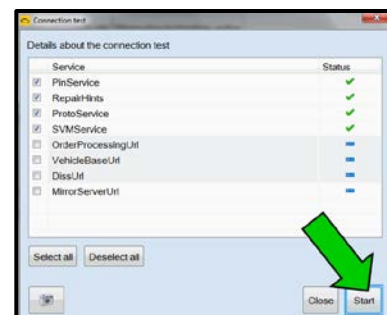 Connection test
Details about the connection test
Service Status
PinService
RepairHints
ProtoService
SVMService
OrderProcessingUrl
VehicleBaseUrl
DissUrl
MirrorServerUrl
Select all Deselect all
Close Start